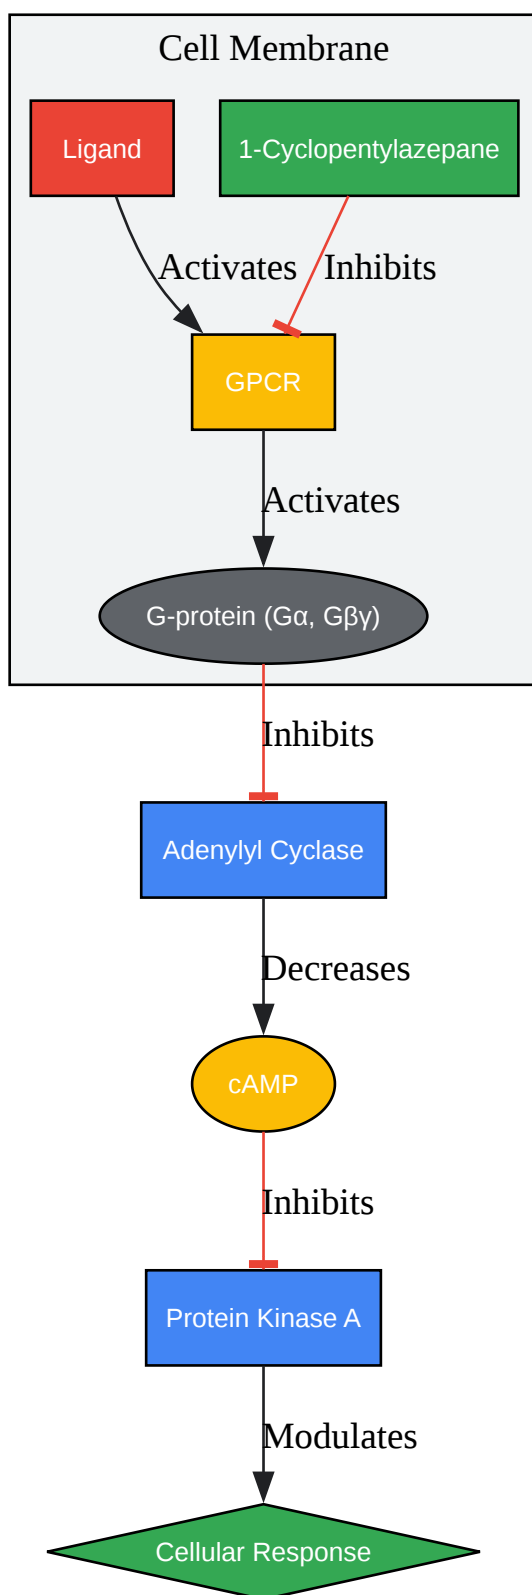 Cell Membrane
Ligand
1-Cyclopentylazepane
Activates
Inhibits
GPCR
Activates
G-protein (Gα, Gβγ)
Inhibits
Adenylyl Cyclase
Decreases
cAMP
Inhibits
Protein Kinase A
Modulates
Cellular Response